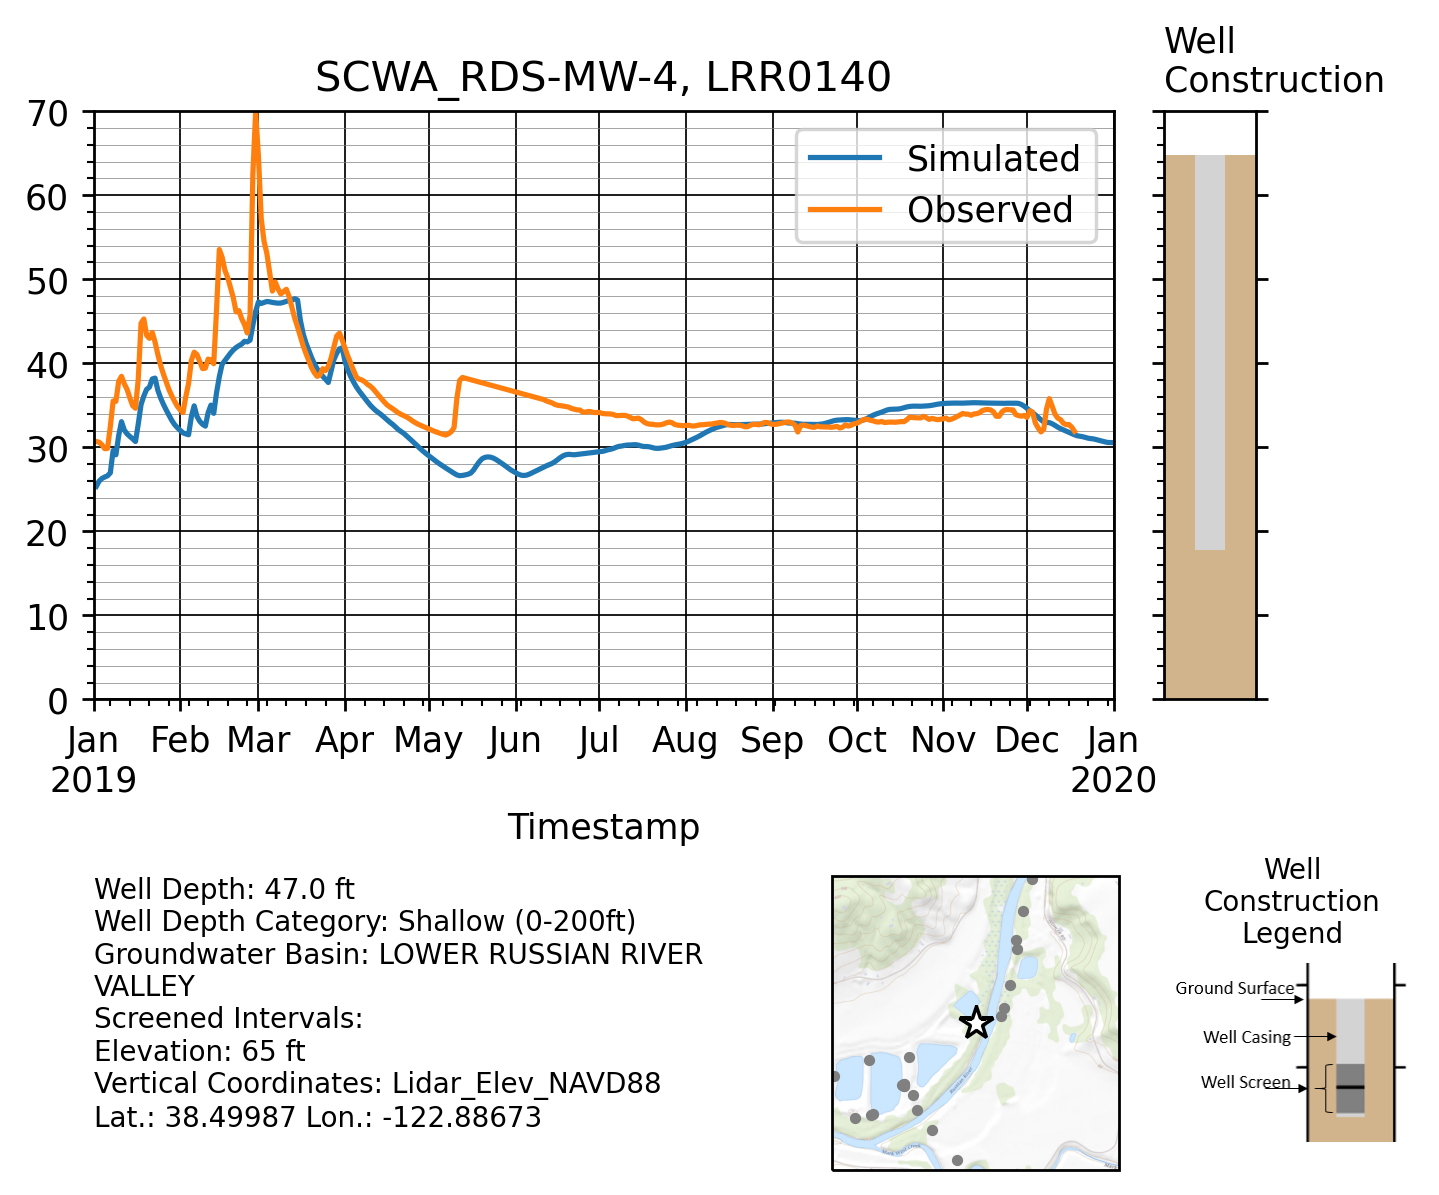 SCWA_RDS-MW-4, LRR0140
Well
Construction
70
60
50
40
30
20
10
0
Simulated
Observed
Jan Feb Mar Apr May Jun Jul Aug Sep Oct Nov Dec Jan
2019 2020
Timestamp
Well Depth: 47.0 ft
Well Depth Category: Shallow (0-200ft)
Groundwater Basin: LOWER RUSSIAN RIVER
VALLEY
Screened Intervals:
Elevation: 65 ft
Vertical Coordinates: Lidar_Elev_NAVD88
Lat.: 38.49987 Lon.: -122.88673
Well
Construction
Legend
Ground Surface
Well Casing
Well Screen